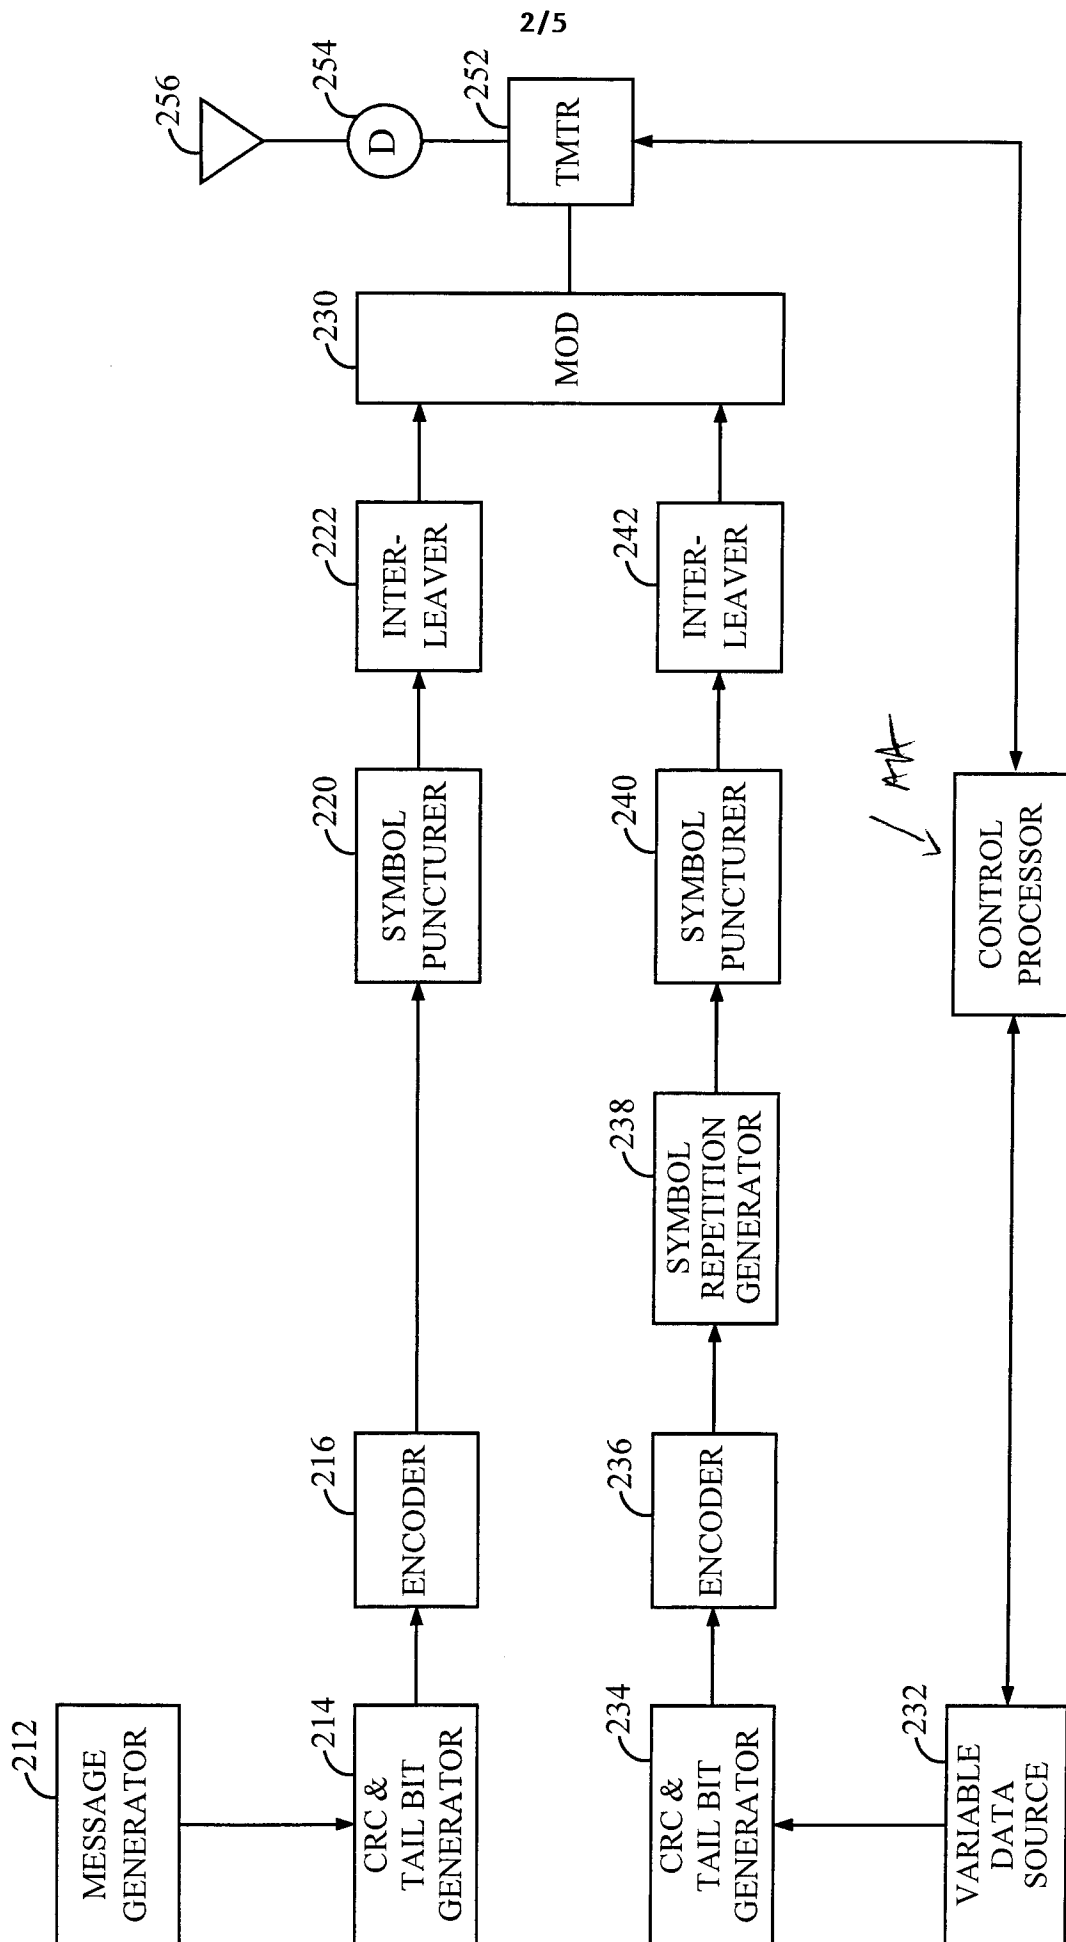 2/5
212
MESSAGE
GENERATOR
214
CRC &
TAIL BIT
GENERATOR
216
ENCODER
220
SYMBOL
PUNCTURER
222
INTER-
LEAVER
230
MOD
252
TMTR
254
D
256
234
CRC &
TAIL BIT
GENERATOR
236
ENCODER
238
SYMBOL
REPETITION
GENERATOR
240
SYMBOL
PUNCTURER
242
INTER-
LEAVER
232
VARIABLE
DATA
SOURCE
CONTROL
PROCESSOR